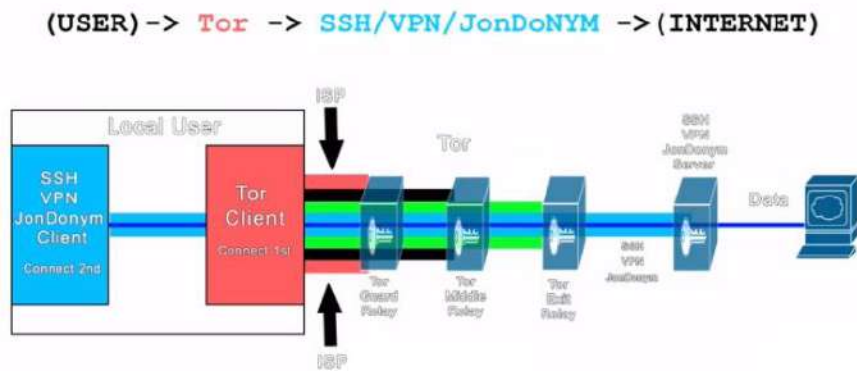 (USER)-> Tor -> SSH/VPN/JonDoNYM ->(INTERNET)
ISP
Local User
Tor
SSH
VPN
JonDonym
Server
SSH
VPN
JonDonym
Client
Connect 2nd
Tor
Client
Connect 1st
Data
Tor
Guard
Relay
Tor
Middle
Relay
Tor
Exit
Relay
SSH
VPN
JonDonym
ISP